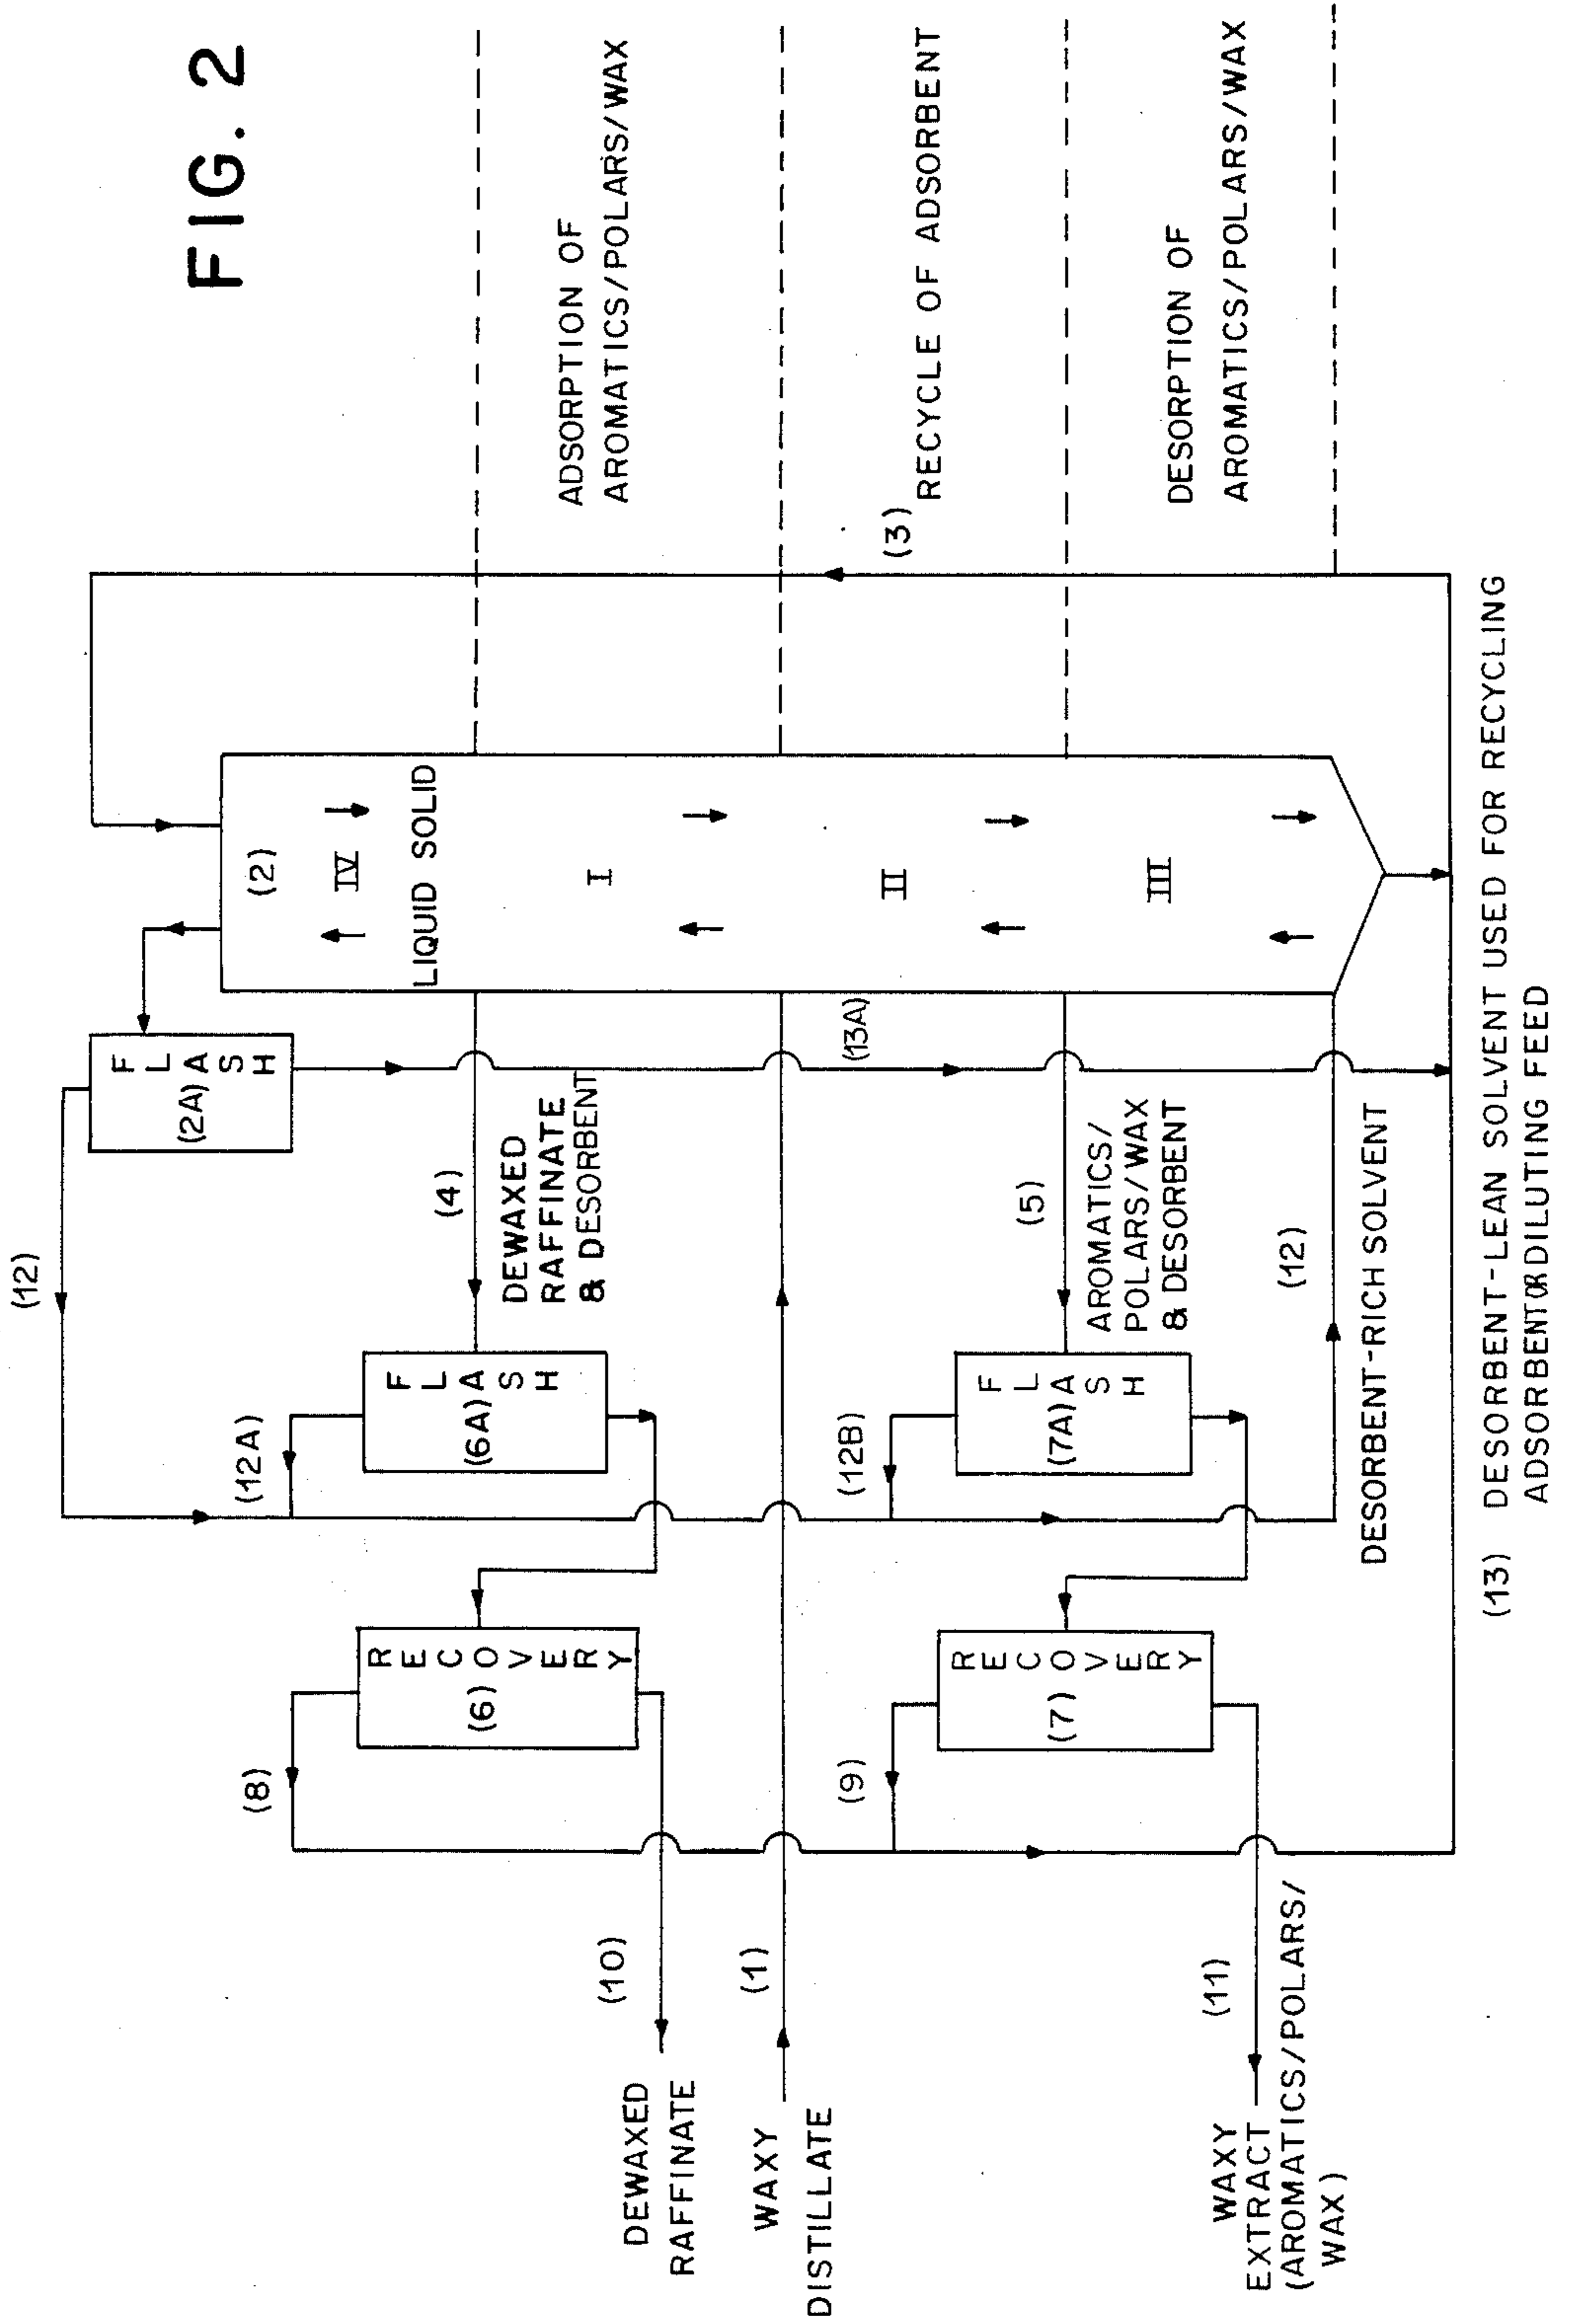 FIG. 2
(12)
(2A)
FLASH
(2)
IV
LIQUID SOLID
(12A)
(6A)
FLASH
(4)
DEWAXED
RAFFINATE
& DESORBENT
I
ADSORPTION OF
AROMATICS/POLARS/WAX
(8)
(6)
RECOVERY
(10)
DEWAXED
RAFFINATE
(1)
WAXY
DISTILLATE
(13A)
II
(3)
RECYCLE OF ADSORBENT
(9)
(7)
RECOVERY
(12B)
(7A)
FLASH
(5)
AROMATICS/
POLARS/WAX
& DESORBENT
III
DESORPTION OF
AROMATICS/POLARS/WAX
(11)
WAXY
EXTRACT
(AROMATICS/POLARS/
WAX)
(12)
DESORBENT-RICH SOLVENT
(13) DESORBENT-LEAN SOLVENT USED FOR RECYCLING
ADSORBENT OR DILUTING FEED